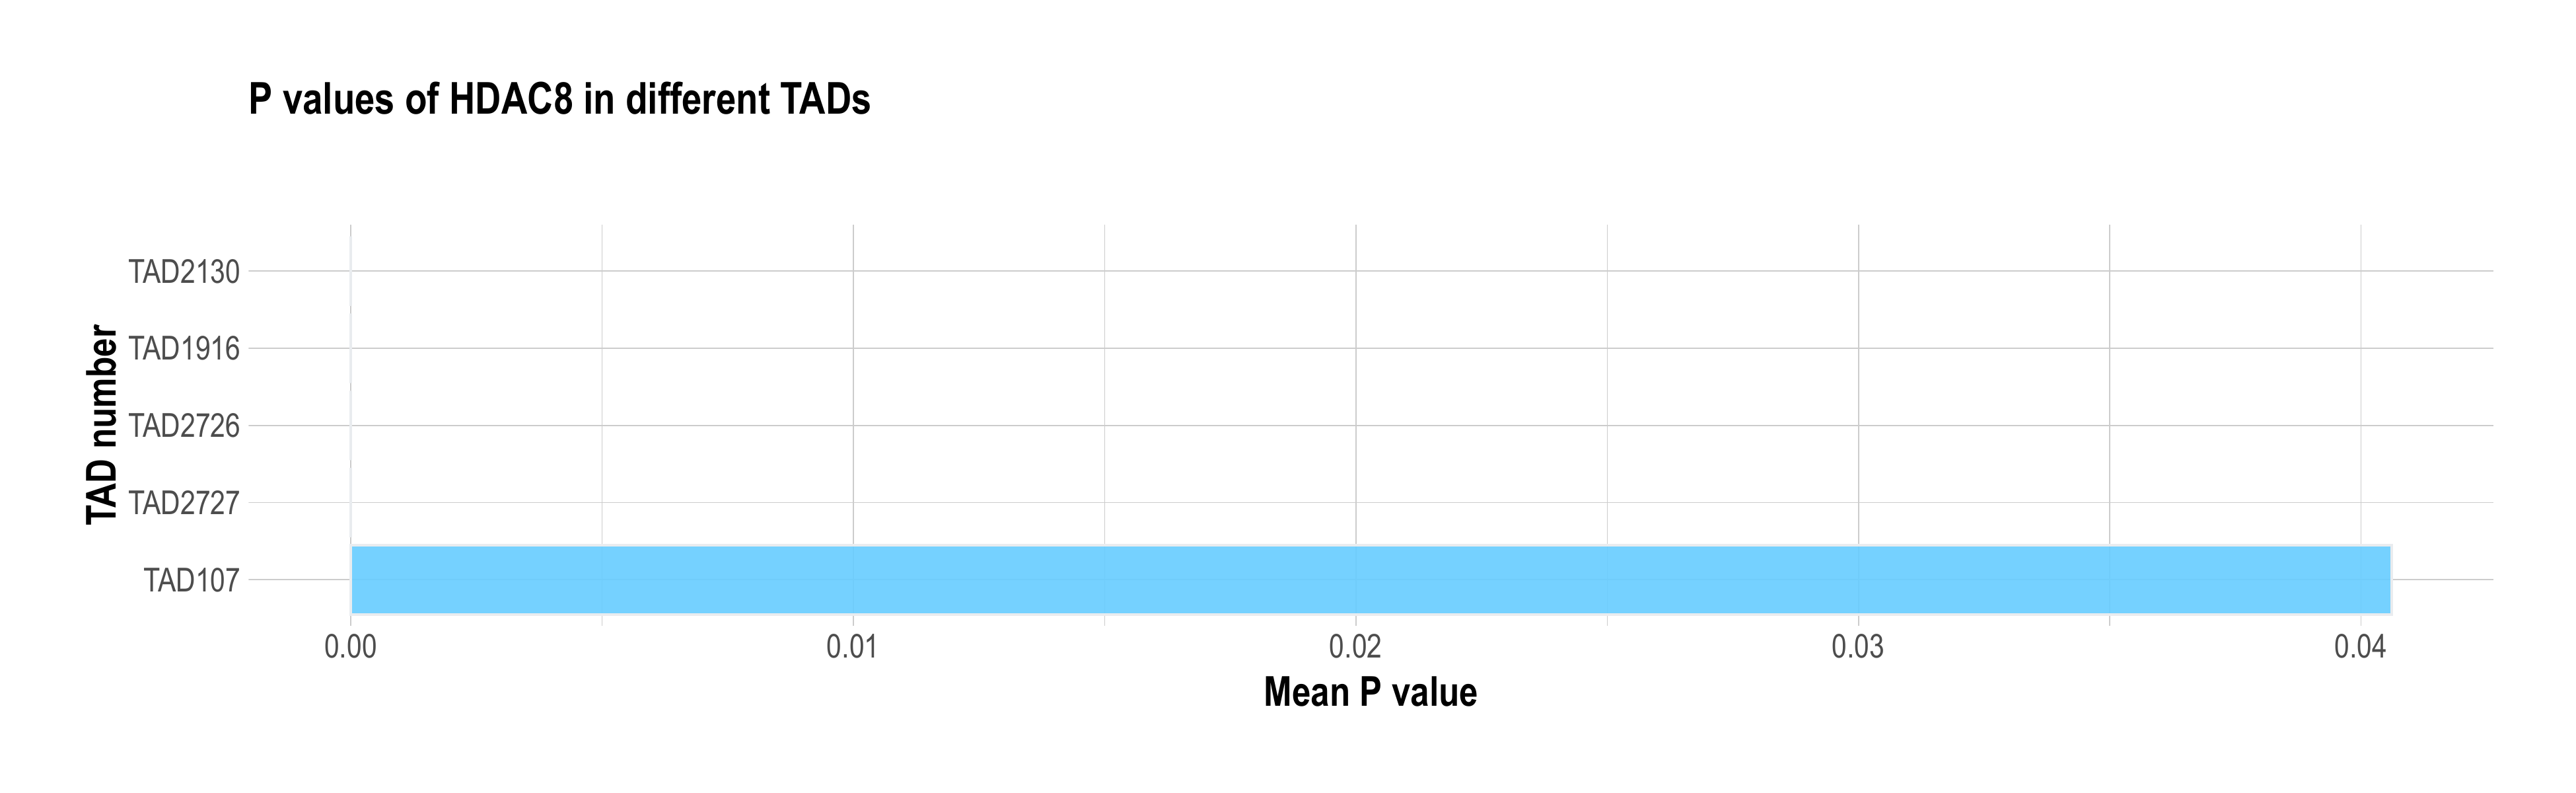 P values of HDAC8 in different TADs
TAD number
TAD2130
TAD1916
TAD2726
TAD2727
TAD107
0.00 0.01 0.02 0.03 0.04
Mean P value